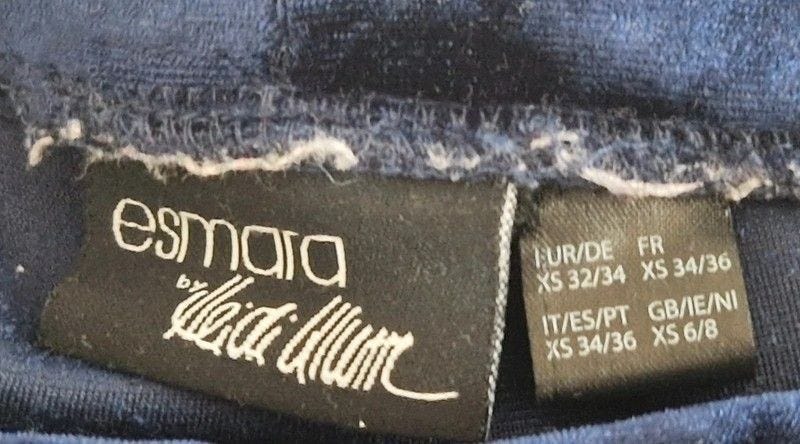 esmara
by Heidi Klum
EUR/DE FR
XS 32/34 XS 34/36
IT/ES/PT GB/IE/NI
XS 34/36 XS 6/8